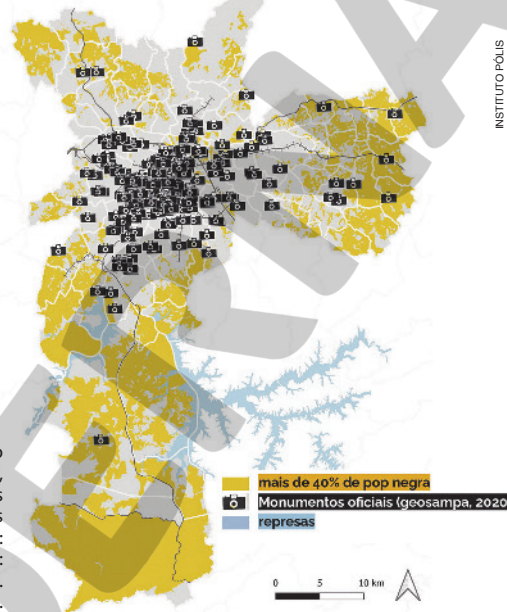 INSTITUTO PÓLIS
mais de 40% de pop negra
Monumentos oficiais (geosampa, 2020
represas
0 5 10 km